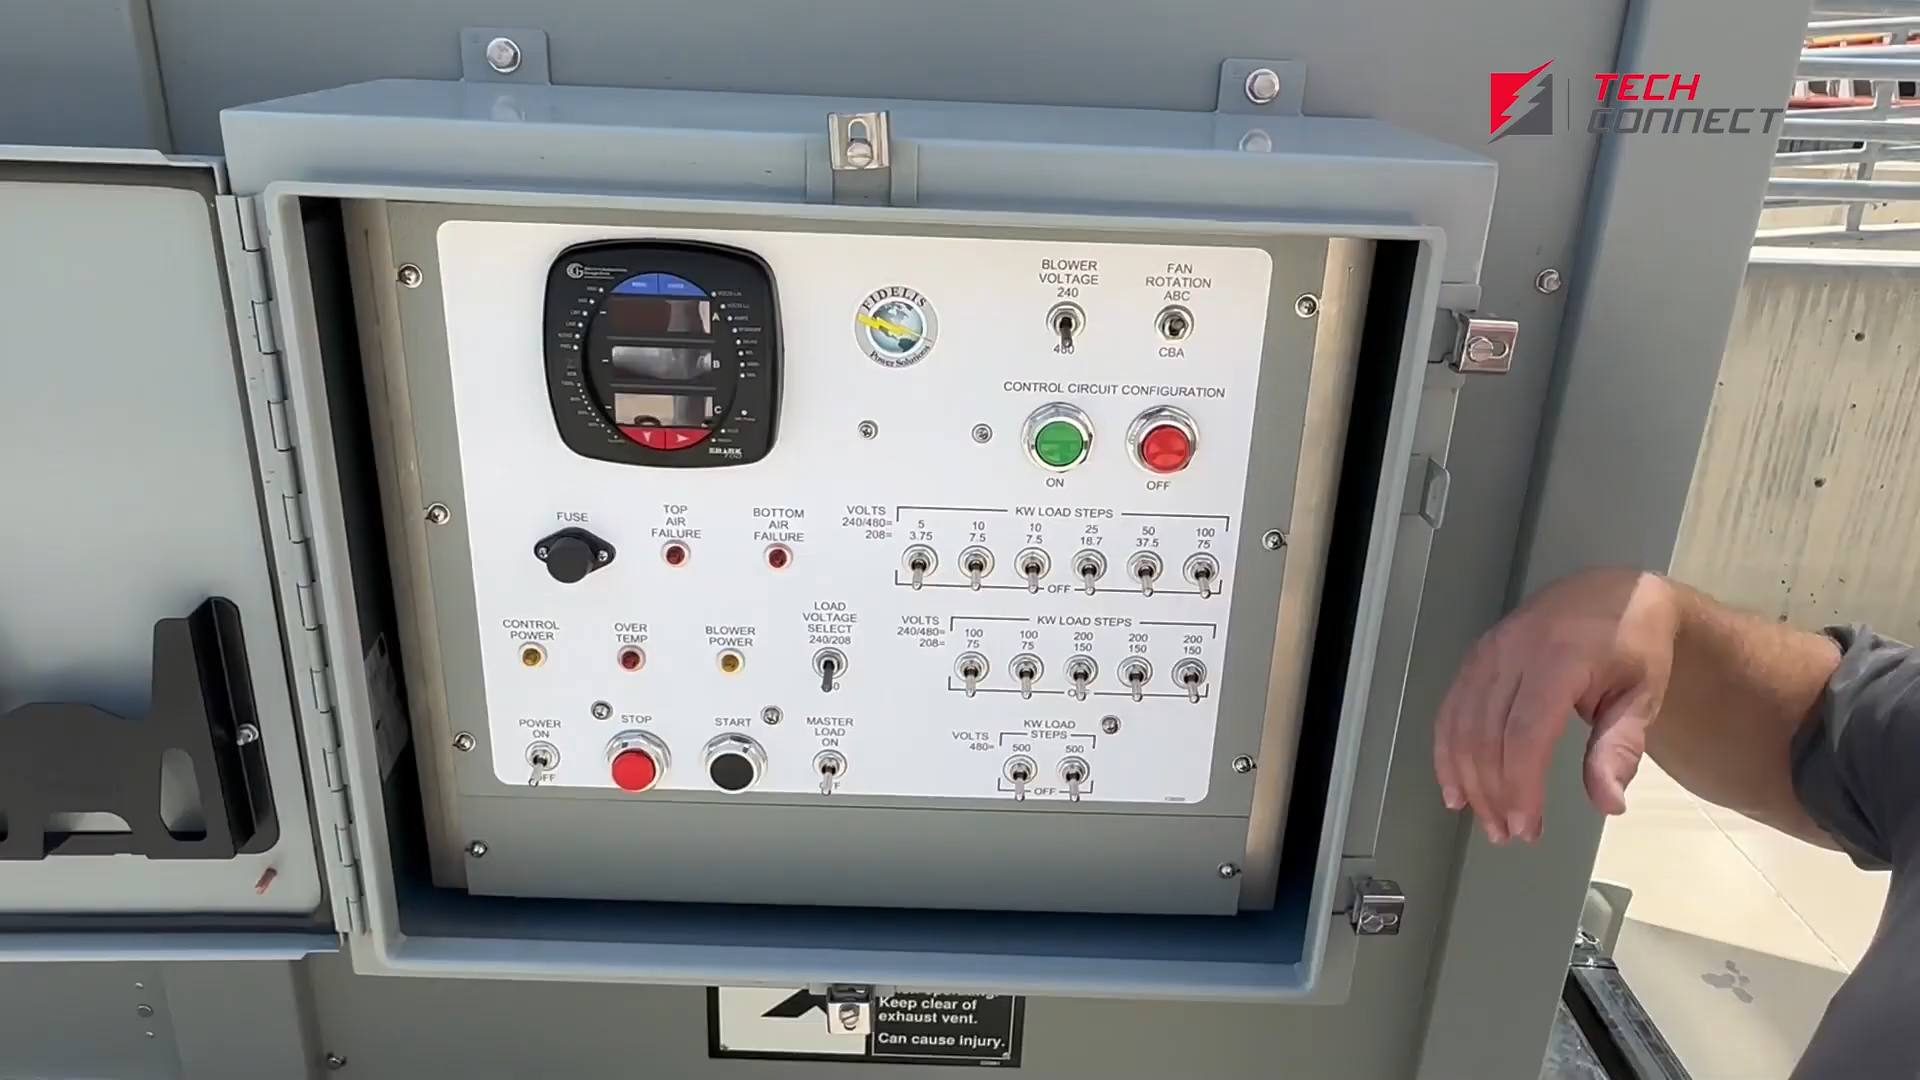 TECH
CONNECT
FIDELIS
Power Solutions
BLOWER
VOLTAGE
240
480
FAN
ROTATION
ABC
CBA
CONTROL CIRCUIT CONFIGURATION
ON
OFF
A
B
C
SHARK
FUSE
TOP
AIR
FAILURE
BOTTOM
AIR
FAILURE
VOLTS
240/480=
208=
KW LOAD STEPS
5 10 10 25 50 100
3.75 7.5 7.5 18.7 37.5 75
OFF
CONTROL
POWER
OVER
TEMP
BLOWER
POWER
LOAD
VOLTAGE
SELECT
240/208
VOLTS
240/480=
208=
KW LOAD STEPS
100 100 200 200 200
75 75 150 150 150
OFF
POWER
ON
OFF
STOP
START
MASTER
LOAD
ON
VOLTS
480=
KW LOAD
STEPS
500 500
OFF
Keep clear of
exhaust vent.
Can cause injury.